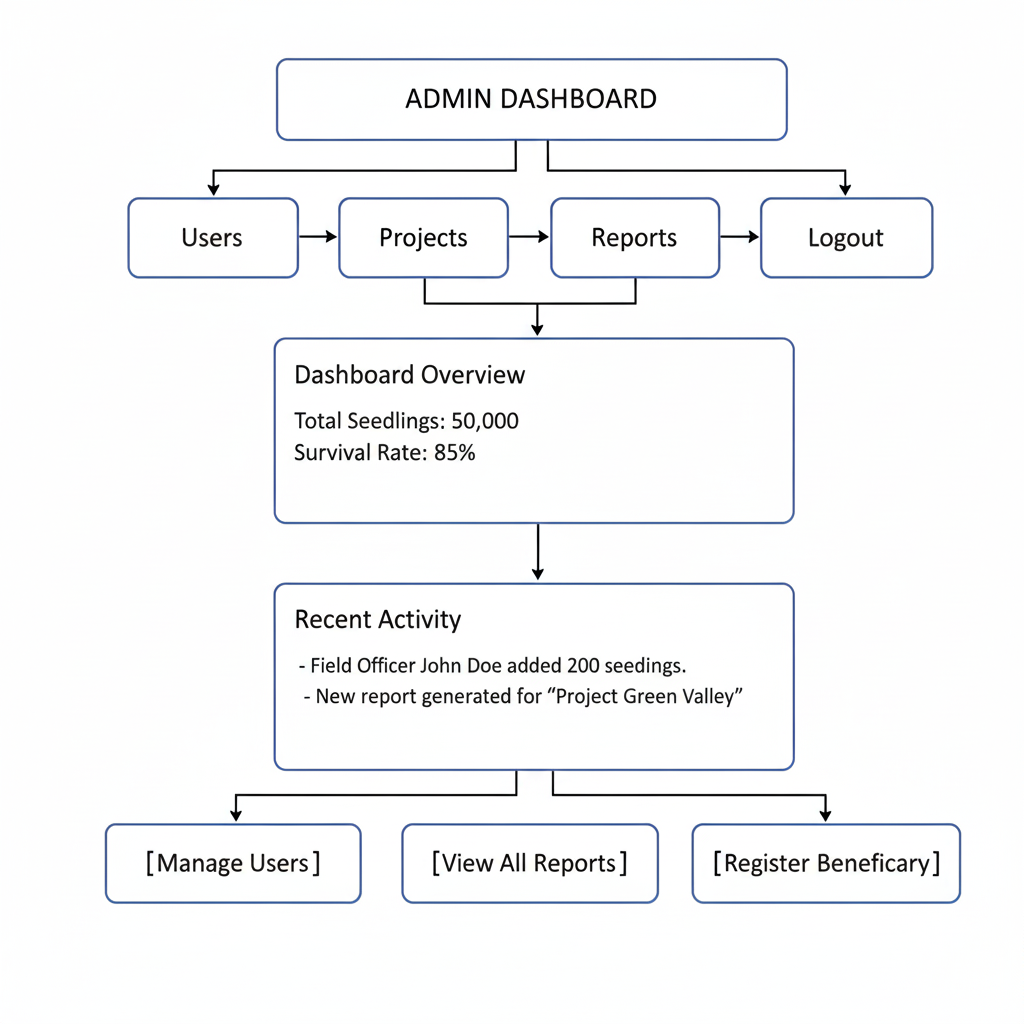 ADMIN DASHBOARD
Users
Projects
Reports
Logout
Dashboard Overview
Total Seedlings: 50,000
Survival Rate: 85%
Recent Activity
- Field Officer John Doe added 200 seedings.
- New report generated for “Project Green Valley”
[Manage Users]
[View All Reports]
[Register Beneficary]